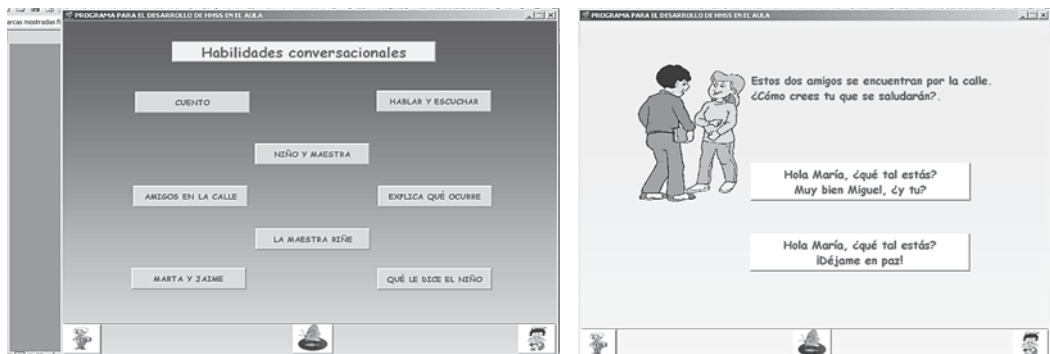 PROGRAMA PARA EL DESARROLLO DE HHSS EN EL AULA
arcas mostradas fi
Habilidades conversacionales
CUENTO
HABLAR Y ESCUCHAR
NIÑO Y MAESTRA
AMIGOS EN LA CALLE
EXPLICA QUÉ OCURRE
LA MAESTRA RIÑE
MARTA Y JAIME
QUÉ LE DICE EL NIÑO
PROGRAMA PARA EL DESARROLLO DE HHSS EN EL AULA
Estos dos amigos se encuentran por la calle.
¿Cómo crees tu que se saludarán?.
Hola María, ¿qué tal estás?
Muy bien Miguel, ¿y tu?
Hola María, ¿qué tal estás?
¡Déjame en paz!